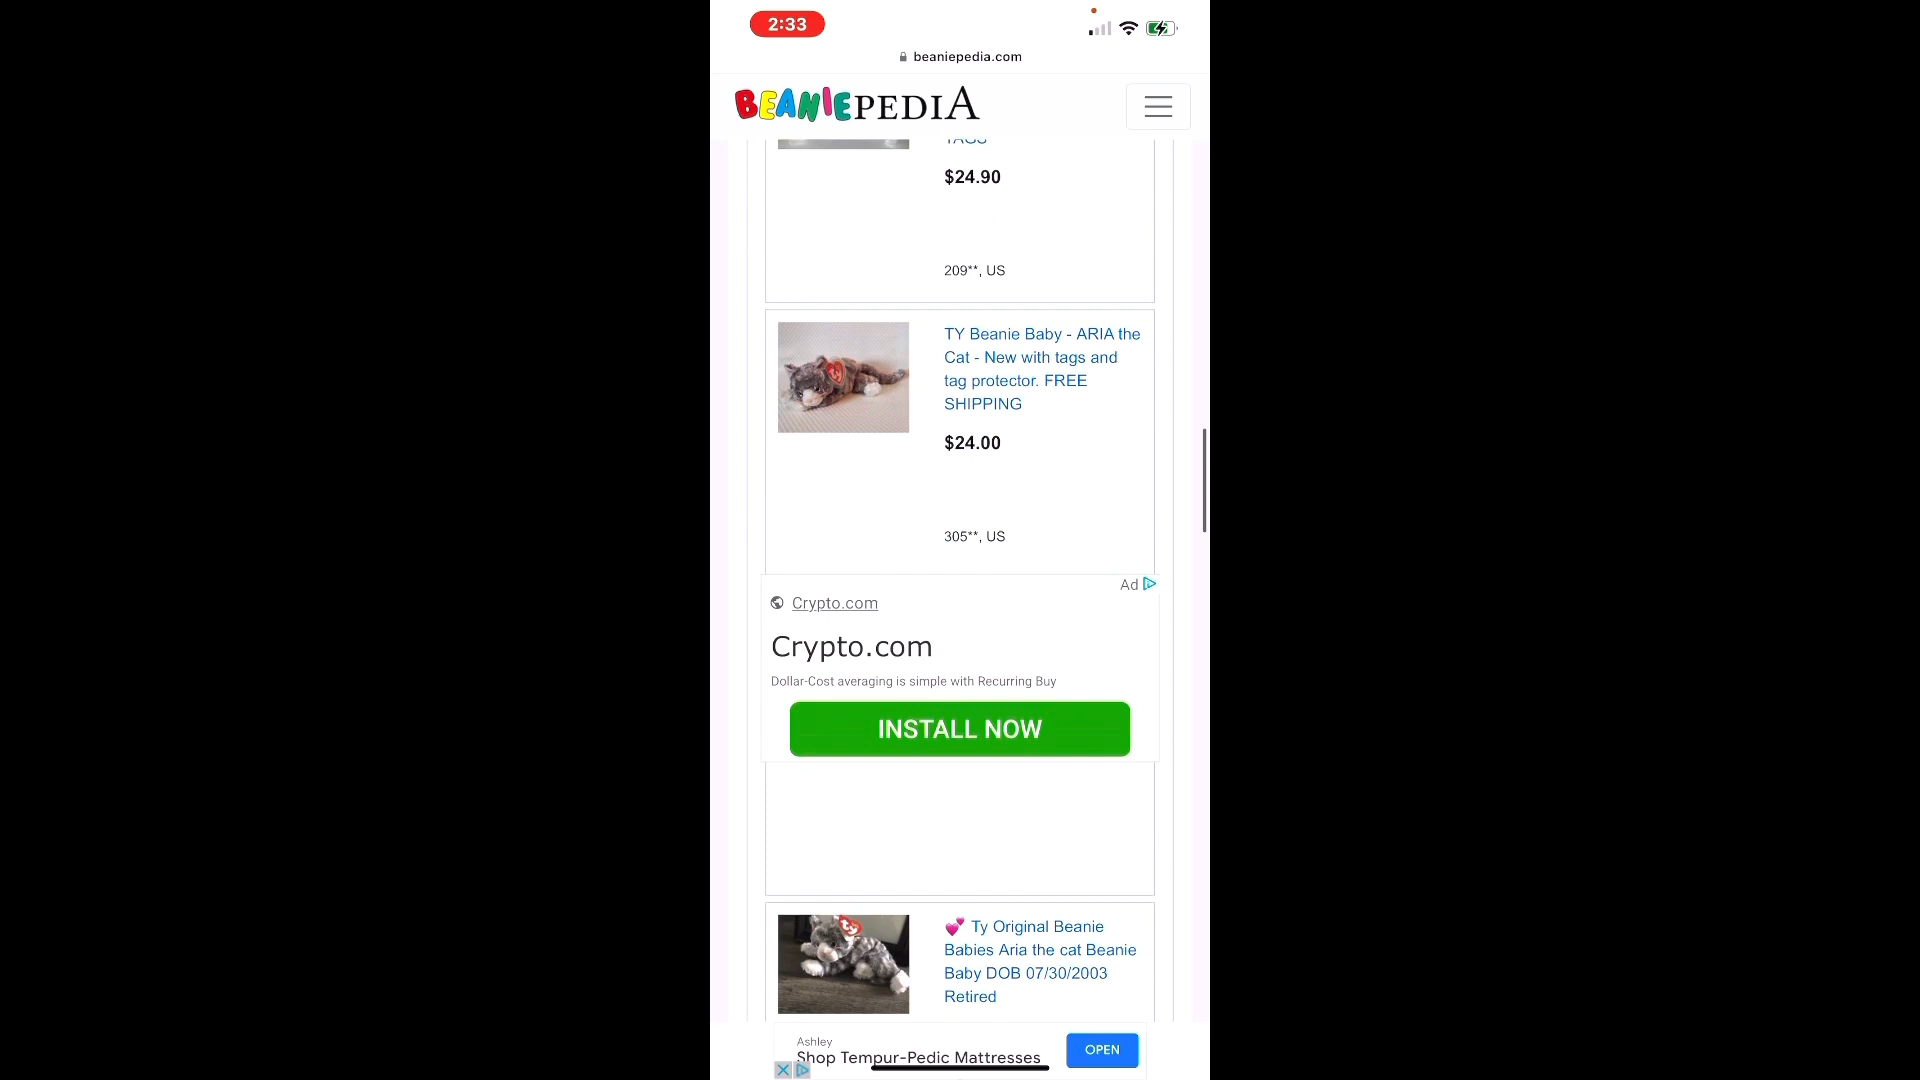 2:33
beaniepedia.com
BEANIEPEDIA
TAGS
$24.90
209**, US
TY Beanie Baby - ARIA the
Cat - New with tags and
tag protector. FREE
SHIPPING
$24.00
305**, US
Ad
Crypto.com
Crypto.com
Dollar-Cost averaging is simple with Recurring Buy
INSTALL NOW
💕 Ty Original Beanie
Babies Aria the cat Beanie
Baby DOB 07/30/2003
Retired
Ashley
Shop Tempur-Pedic Mattresses
OPEN